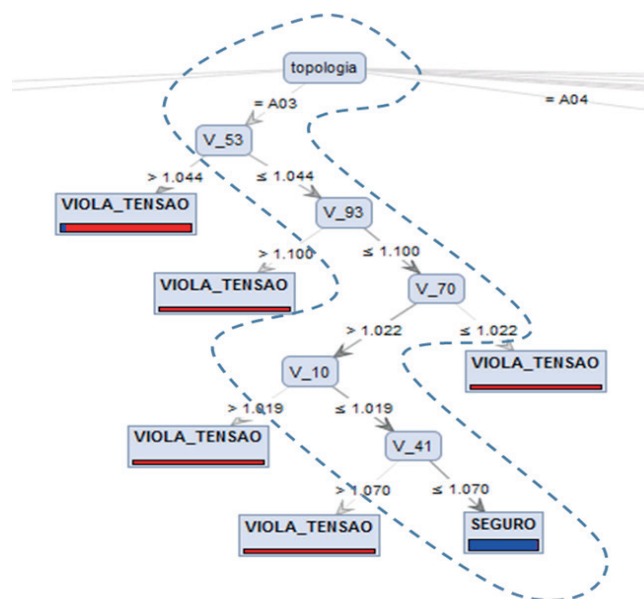 topologia
= A03
= A04
V_53
> 1.044
≤ 1.044
VIOLA_TENSAO
V_93
> 1.100
≤ 1.100
VIOLA_TENSAO
V_70
> 1.022
≤ 1.022
V_10
VIOLA_TENSAO
> 1.019
≤ 1.019
VIOLA_TENSAO
V_41
> 1.070
≤ 1.070
VIOLA_TENSAO
SEGURO